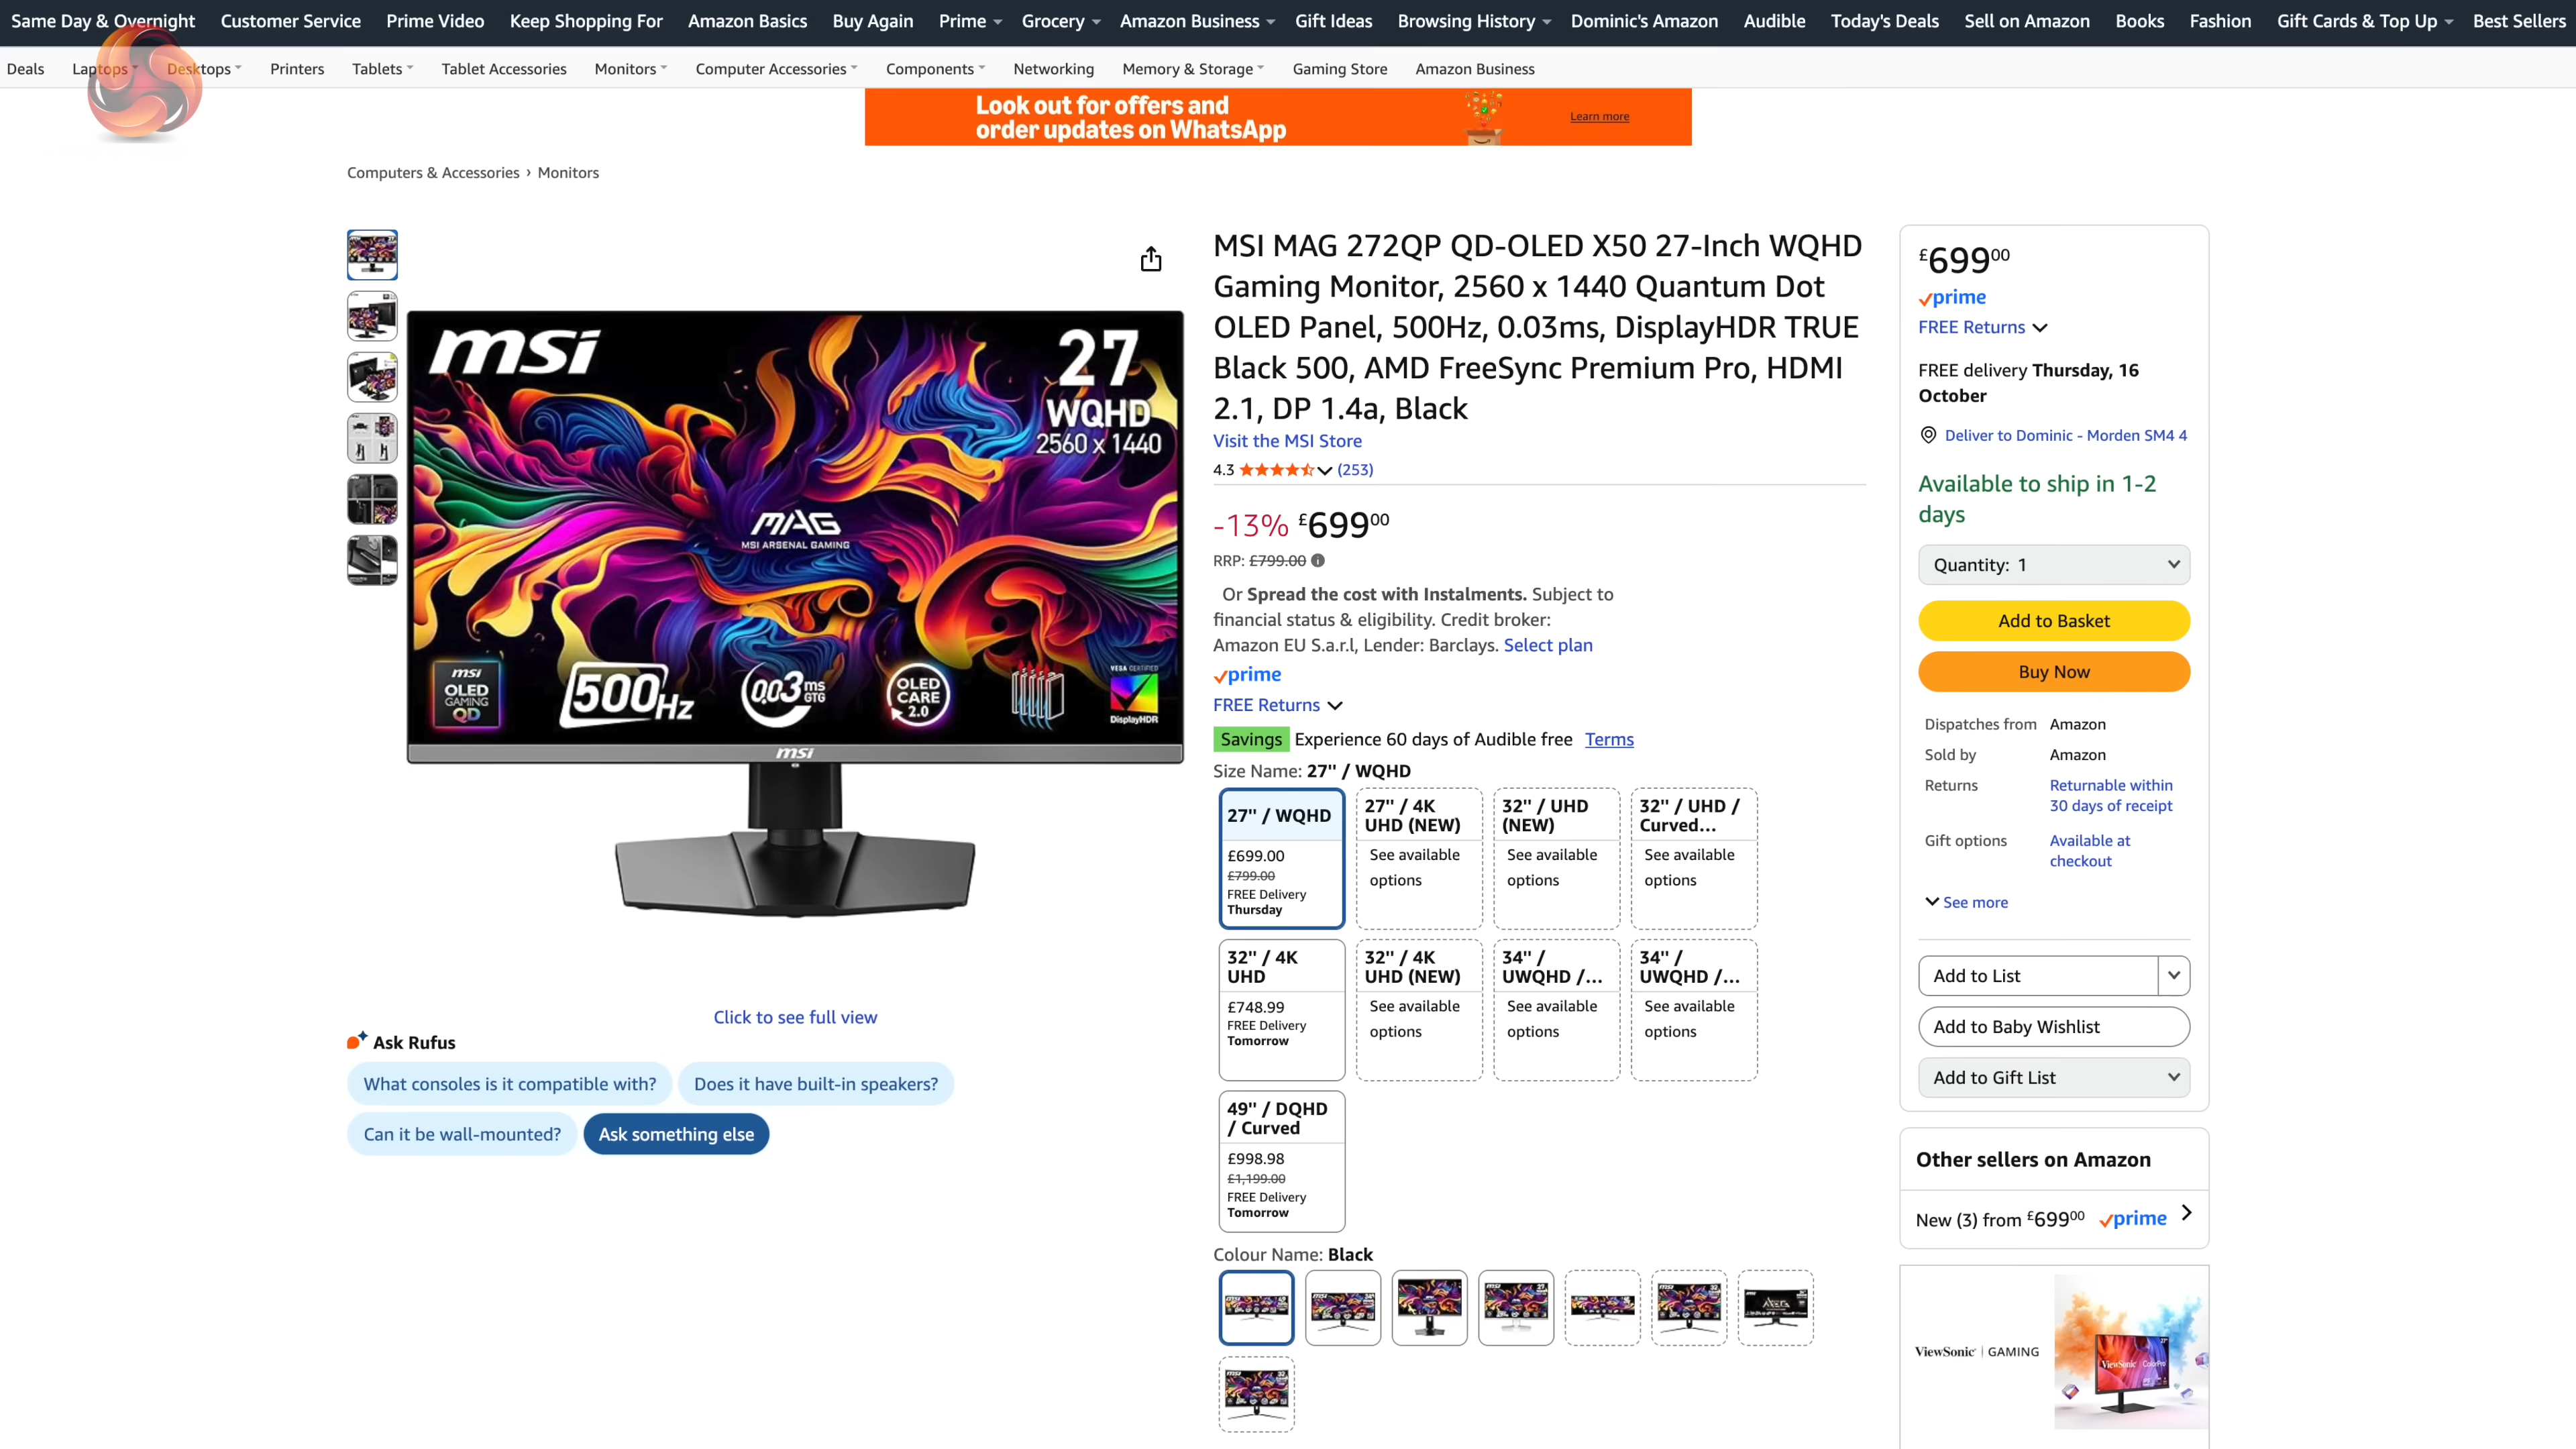 Same Day & Overnight Customer Service Prime Video Keep Shopping For Amazon Basics Buy Again Prime Grocery Amazon Business Gift Ideas Browsing History Dominic's Amazon Audible Today's Deals Sell on Amazon Books Fashion Gift Cards & Top Up Best Sellers
Deals Laptops Desktops Printers Tablets Tablet Accessories Monitors Computer Accessories Components Networking Memory & Storage Gaming Store Amazon Business
Look out for offers and
order updates on WhatsApp
Learn more
Computers & Accessories › Monitors
msi
27
WQHD
2560 x 1440
MAG
MSI ARSENAL GAMING
msi
OLED
GAMING
QD
500Hz
0.03ms
GTG
OLED
CARE
2.0
VESA CERTIFIED
DisplayHDR
msi
Click to see full view
Ask Rufus
What consoles is it compatible with?
Does it have built-in speakers?
Can it be wall-mounted?
Ask something else
MSI MAG 272QP QD-OLED X50 27-Inch WQHD
Gaming Monitor, 2560 x 1440 Quantum Dot
OLED Panel, 500Hz, 0.03ms, DisplayHDR TRUE
Black 500, AMD FreeSync Premium Pro, HDMI
2.1, DP 1.4a, Black
Visit the MSI Store
4.3 (253)
-13% £69900
RRP: £799.00
Or Spread the cost with Instalments. Subject to
financial status & eligibility. Credit broker:
Amazon EU S.a.r.l, Lender: Barclays. Select plan
prime
FREE Returns
Savings Experience 60 days of Audible free Terms
Size Name: 27" / WQHD
27" / WQHD
£699.00
£799.00
FREE Delivery
Thursday
27" / 4K
UHD (NEW)
See available
options
32" / UHD
(NEW)
See available
options
32" / UHD /
Curved...
See available
options
32" / 4K
UHD
£748.99
FREE Delivery
Tomorrow
32" / 4K
UHD (NEW)
See available
options
34" /
UWQHD /...
See available
options
34" /
UWQHD /...
See available
options
49" / DQHD
/ Curved
£998.98
£1,199.00
FREE Delivery
Tomorrow
Colour Name: Black
£69900
prime
FREE Returns
FREE delivery Thursday, 16
October
Deliver to Dominic - Morden SM4 4
Available to ship in 1-2
days
Quantity: 1
Add to Basket
Buy Now
Dispatches from Amazon
Sold by Amazon
Returns Returnable within
30 days of receipt
Gift options Available at
checkout
See more
Add to List
Add to Baby Wishlist
Add to Gift List
Other sellers on Amazon
New (3) from £69900 prime
ViewSonic | GAMING
ViewSonic ColorPro